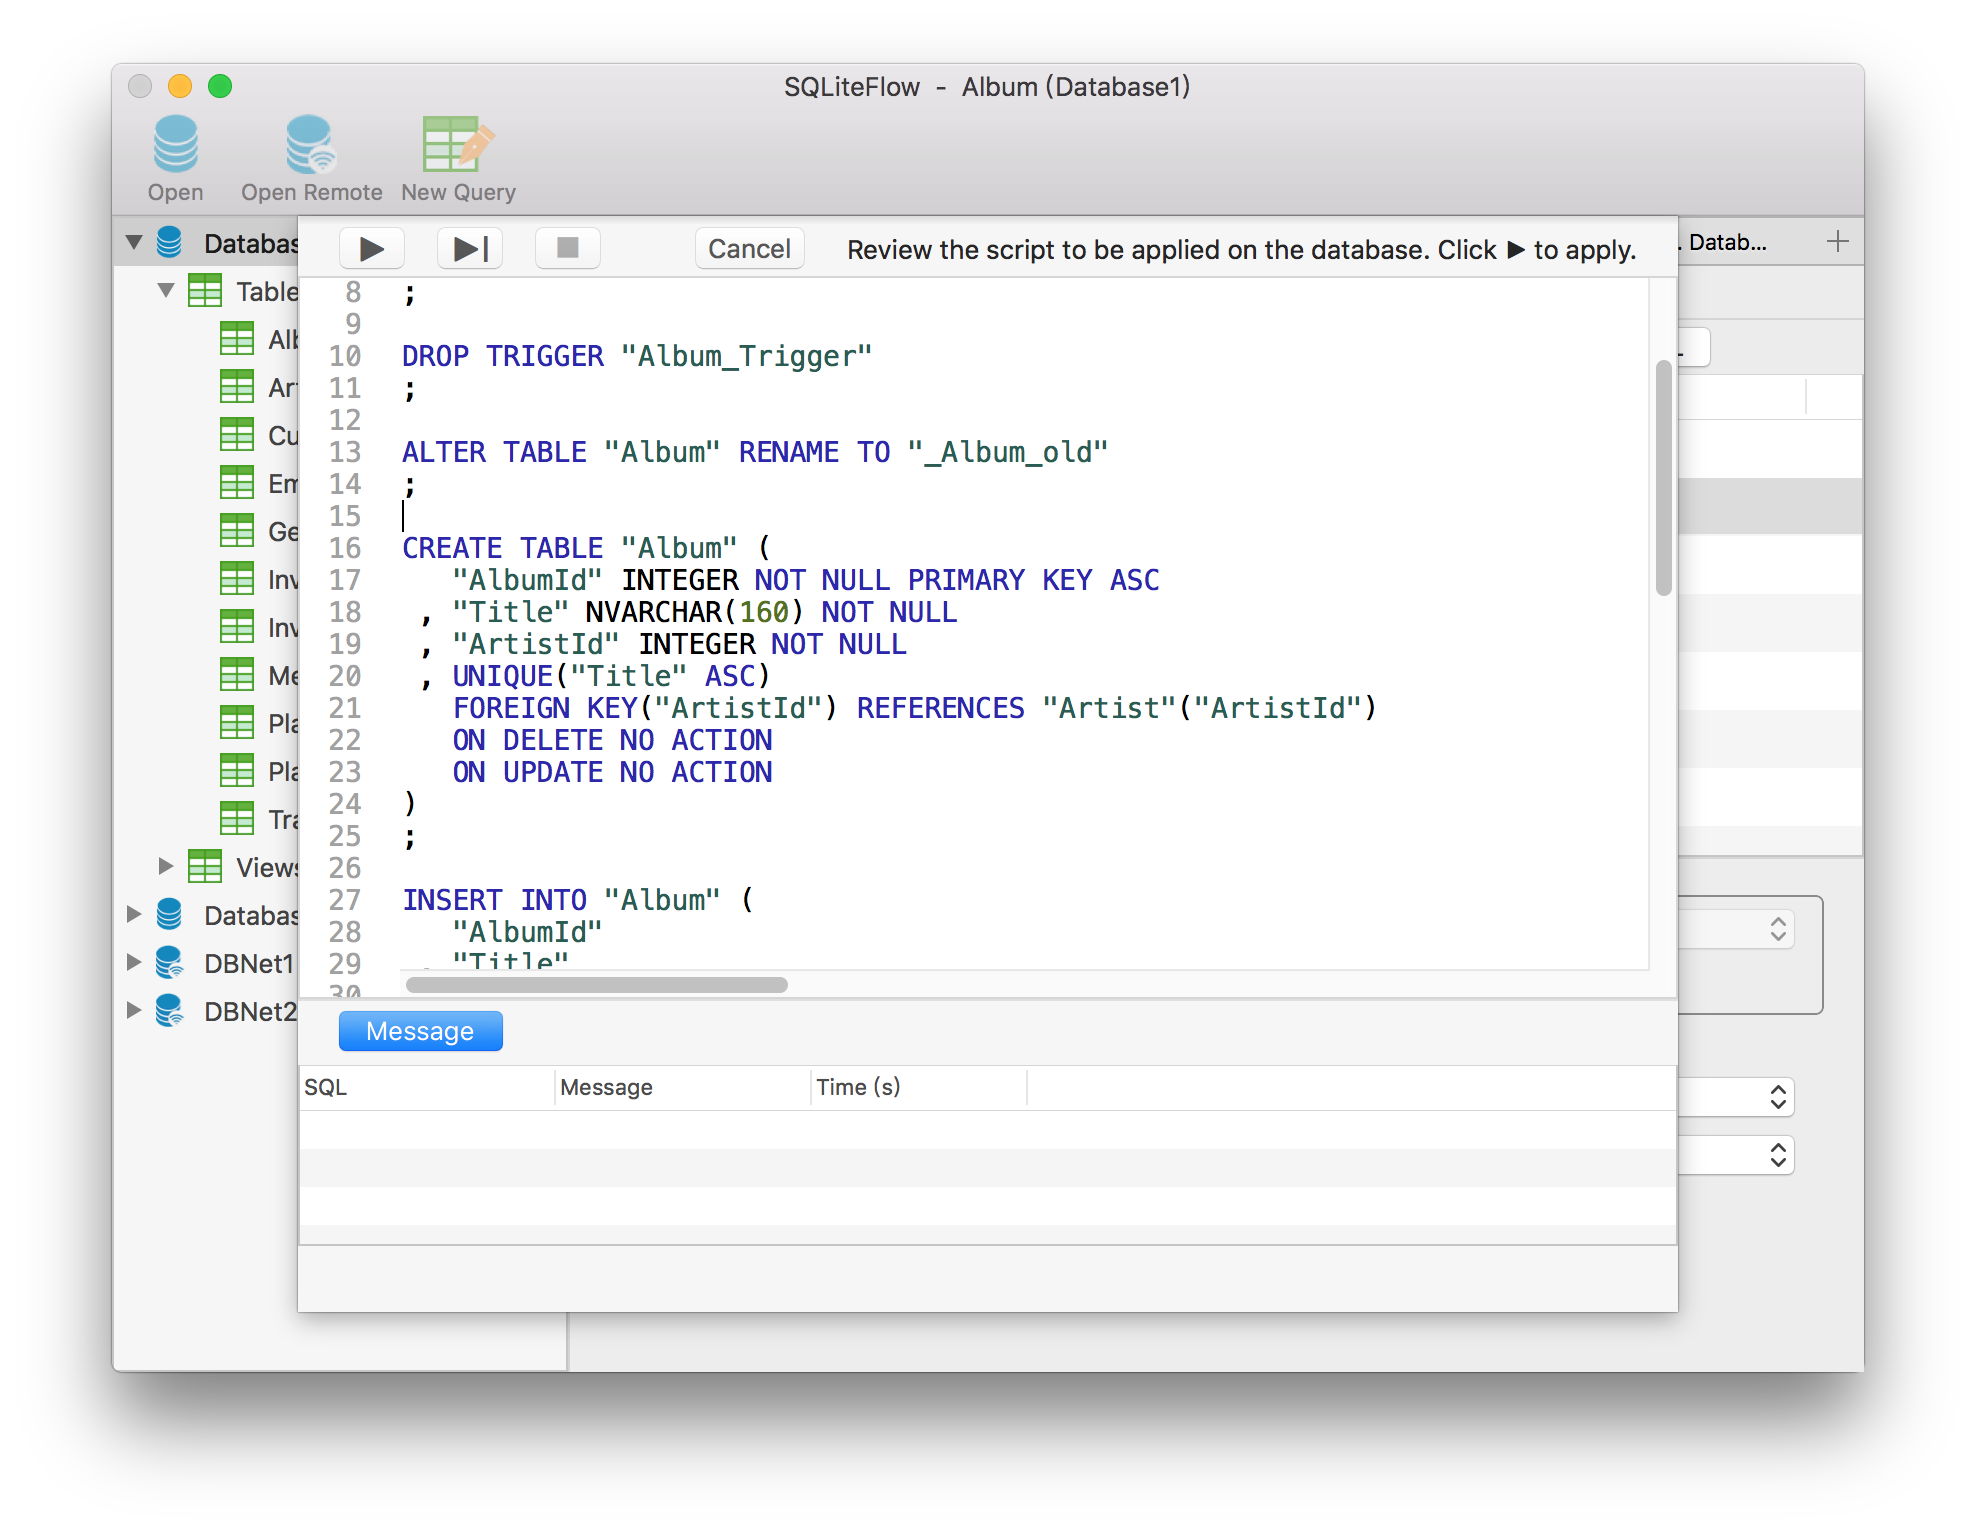 SQLiteFlow - Album (Database1)
Open
Open Remote
New Query
Cancel
Review the script to be applied on the database. Click ▶ to apply.
Databas
Table
Alb
Art
Cu
Em
Ge
Inv
Inv
Me
Pla
Pla
Tra
Views
Databas
DBNet1
DBNet2
. Datab...
8 ;
9
10 DROP TRIGGER "Album_Trigger"
11 ;
12
13 ALTER TABLE "Album" RENAME TO "_Album_old"
14 ;
15
16 CREATE TABLE "Album" (
17 "AlbumId" INTEGER NOT NULL PRIMARY KEY ASC
18 , "Title" NVARCHAR(160) NOT NULL
19 , "ArtistId" INTEGER NOT NULL
20 , UNIQUE("Title" ASC)
21 FOREIGN KEY("ArtistId") REFERENCES "Artist"("ArtistId")
22 ON DELETE NO ACTION
23 ON UPDATE NO ACTION
24 )
25 ;
26
27 INSERT INTO "Album" (
28 "AlbumId"
29 , "Title"
30
Message
SQL Message Time (s)